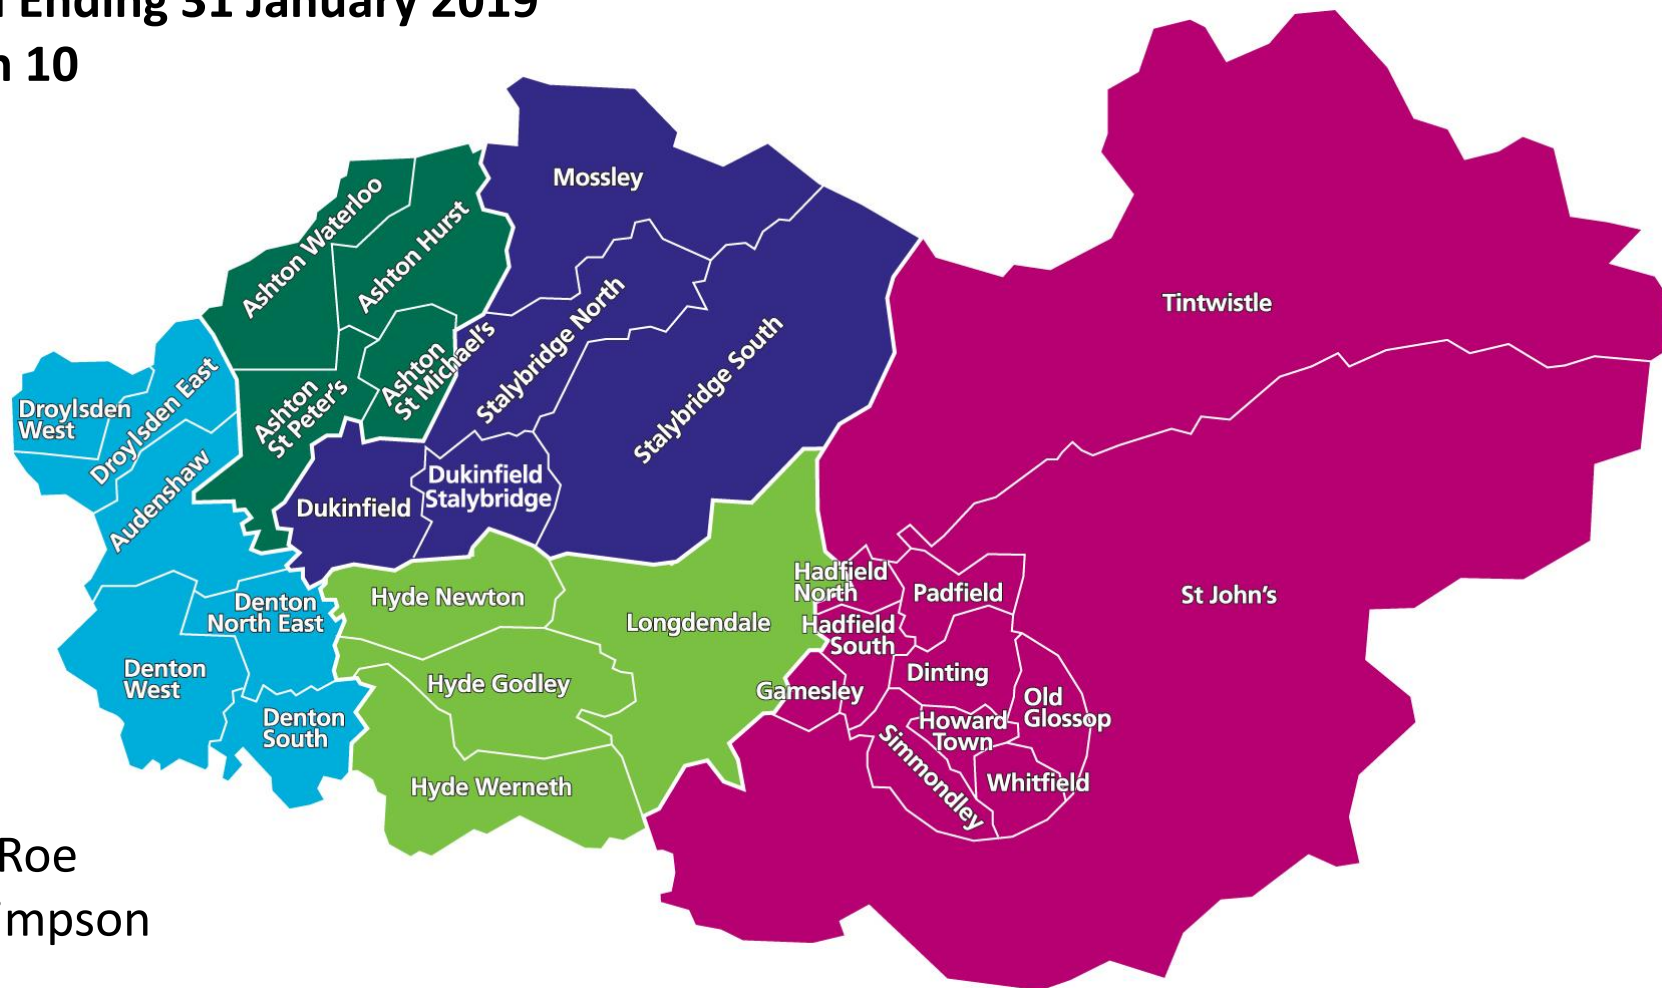 Ending 31 January 2019
10
Mossley
Ashton Waterloo
Ashton Hurst
Tintwistle
Stalybridge North
Ashton
St Michael's
Stalybridge South
Droylsden
West
Droylsden East
Ashton
St Peter's
Audenshaw
Dukinfield
Stalybridge
Dukinfield
Hadfield
North
Padfield
St John's
Hyde Newton
Denton
North East
Longdendale
Hadfield
South
Denton
West
Hyde Godley
Gamesley
Dinting
Old
Glossop
Denton
South
Howard
Town
Simmondley
Whitfield
Hyde Werneth
Roe
impson